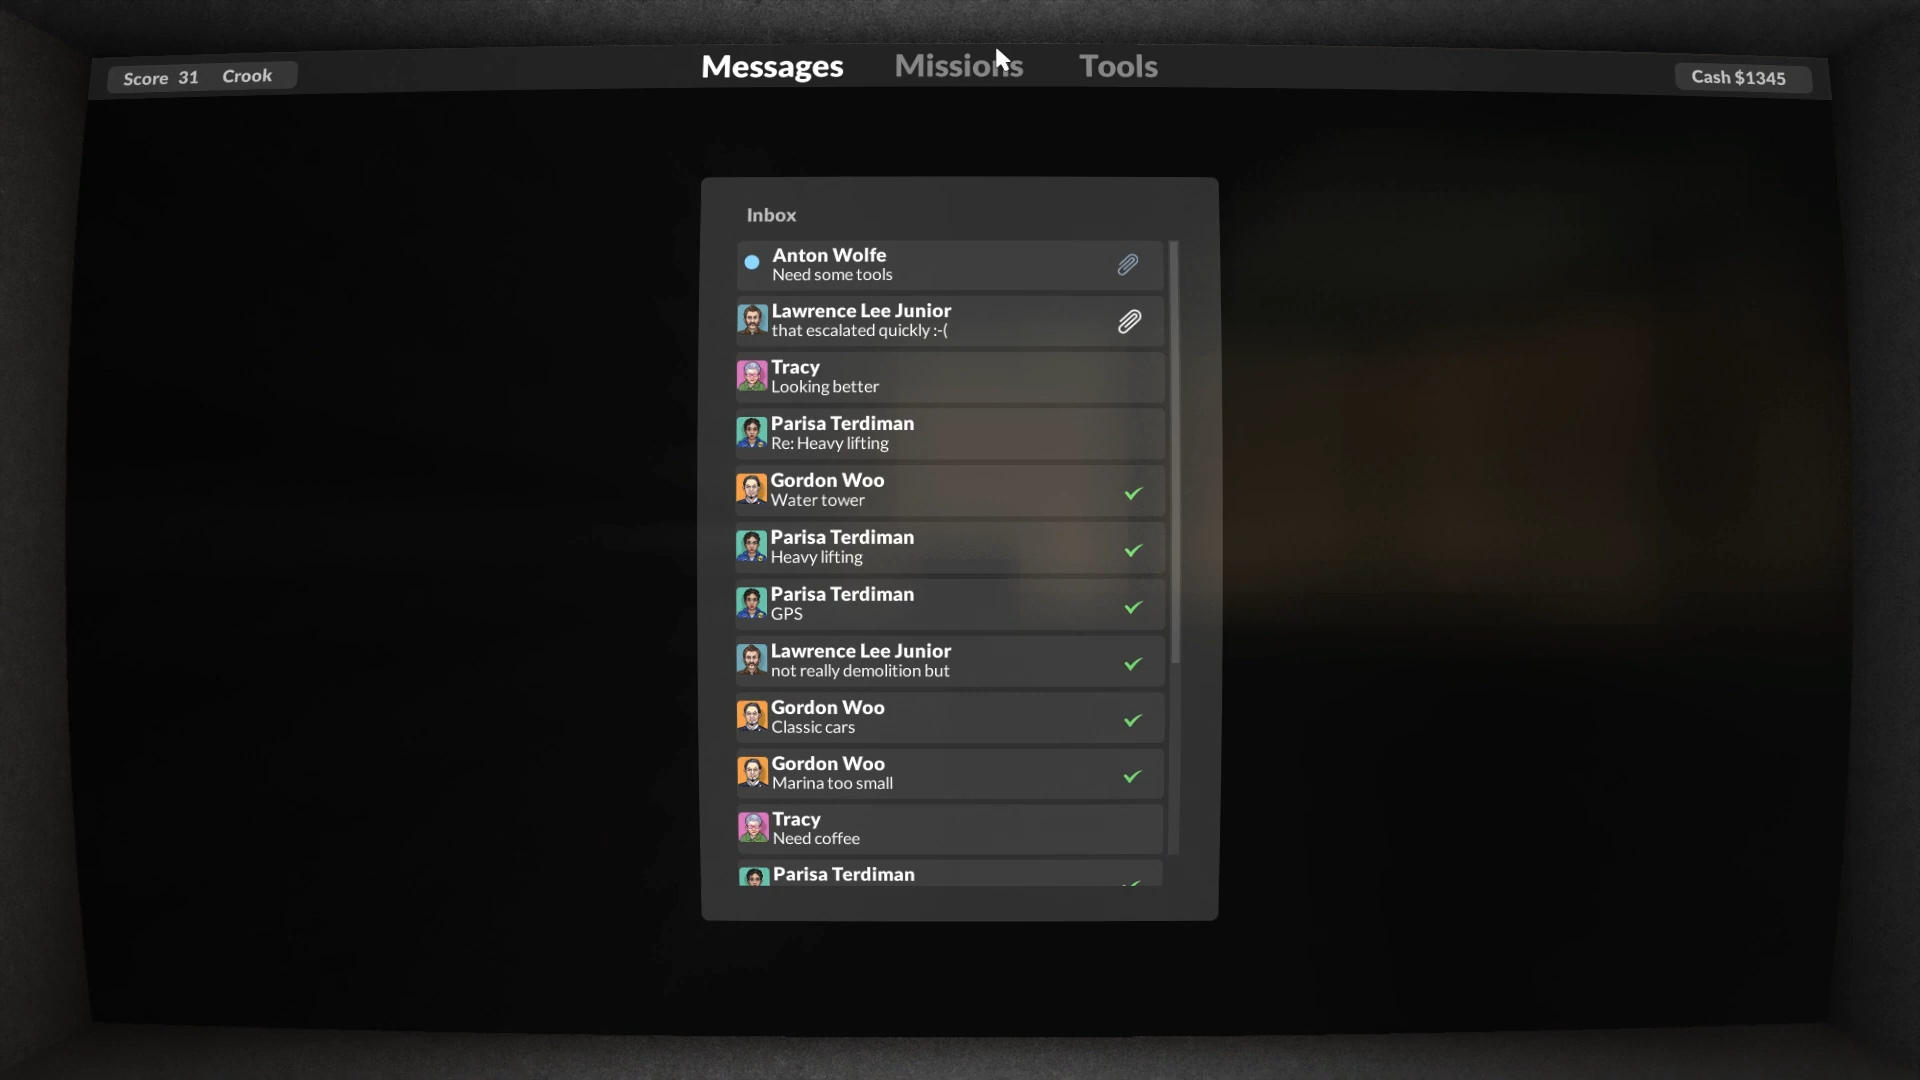 Score 31 Crook
Messages Missions Tools
Cash $1345
Inbox
Anton Wolfe
Need some tools
Lawrence Lee Junior
that escalated quickly :-(
Tracy
Looking better
Parisa Terdiman
Re: Heavy lifting
Gordon Woo
Water tower
Parisa Terdiman
Heavy lifting
Parisa Terdiman
GPS
Lawrence Lee Junior
not really demolition but
Gordon Woo
Classic cars
Gordon Woo
Marina too small
Tracy
Need coffee
Parisa Terdiman